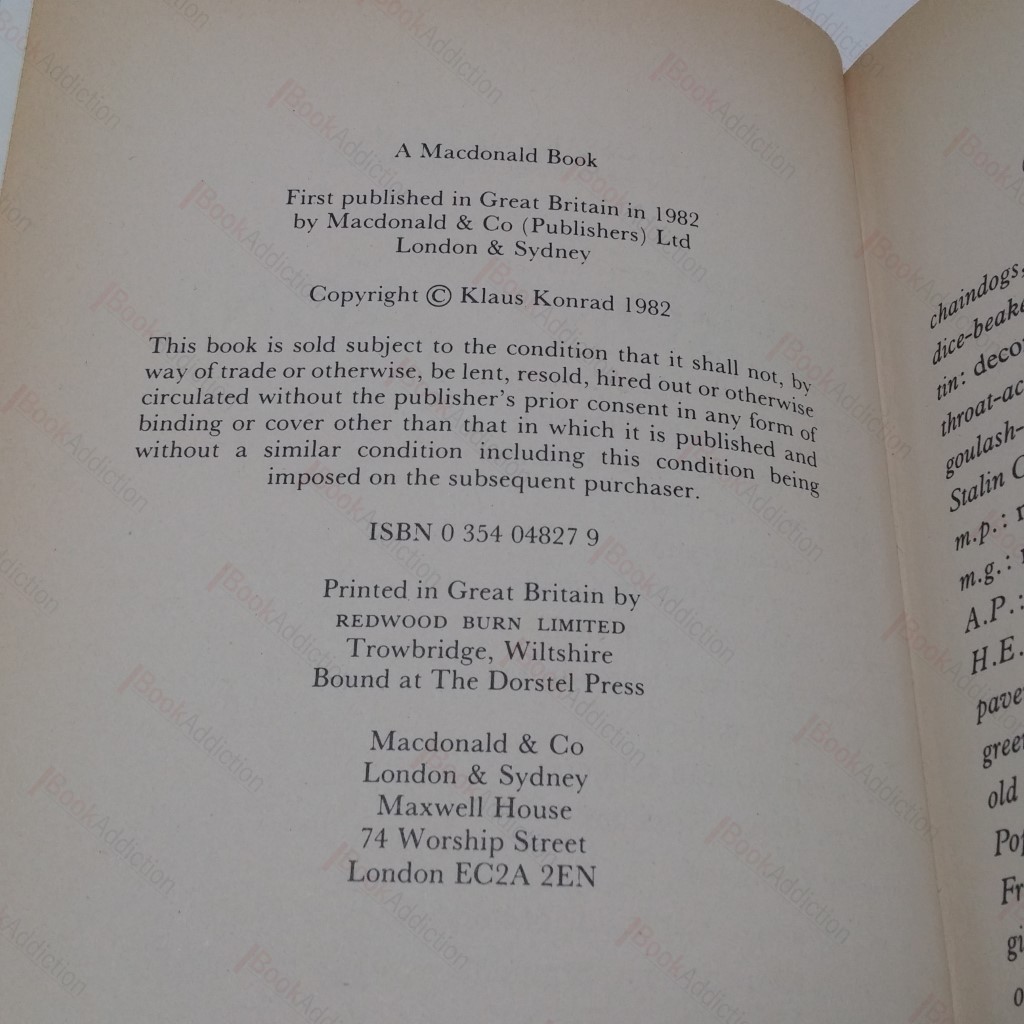 A Macdonald Book
First published in Great Britain in 1982
by Macdonald & Co (Publishers) Ltd
London & Sydney
Copyright © Klaus Konrad 1982
This book is sold subject to the condition that it shall not, by
way of trade or otherwise, be lent, resold, hired out or otherwise
circulated without the publisher's prior consent in any form of
binding or cover other than that in which it is published and
without a similar condition including this condition being
imposed on the subsequent purchaser.
ISBN 0 354 04827 9
Printed in Great Britain by
REDWOOD BURN LIMITED
Trowbridge, Wiltshire
Bound at The Dorstel Press
Macdonald & Co
London & Sydney
Maxwell House
74 Worship Street
London EC2A 2EN
chaindogs,
tin:
Stalin
m.p.:
m.g.:
A.P.:
H.E.
old
BookAddiction